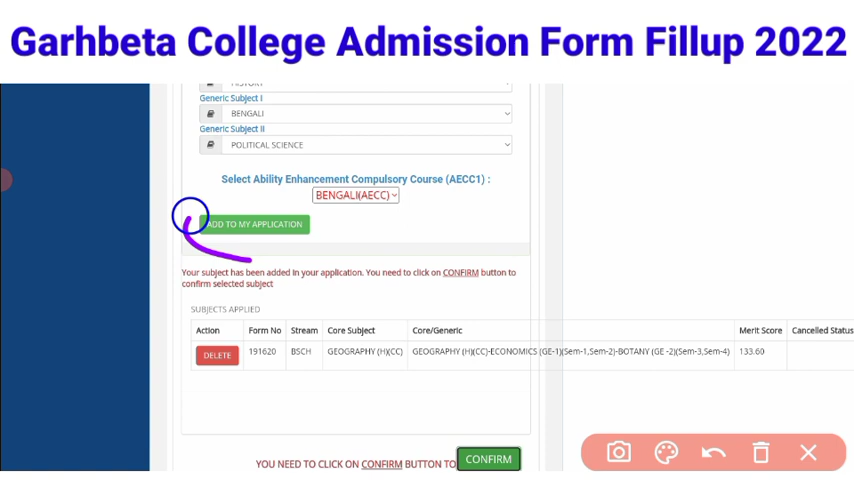 Garhbeta College Admission Form Fillup 2022
HISTORY
Generic Subject I
BENGALI
Generic Subject II
POLITICAL SCIENCE
Select Ability Enhancement Compulsory Course (AECC1) :
BENGALI(AECC)
ADD TO MY APPLICATION
Your subject has been added in your application. You need to click on CONFIRM button to
confirm selected subject
SUBJECTS APPLIED
Action Form No Stream Core Subject Core/Generic Merit Score Cancelled Status
DELETE 191620 BSCH GEOGRAPHY (H)(CC) GEOGRAPHY (H)(CC)-ECONOMICS (GE-1)(Sem-1,Sem-2)-BOTANY (GE -2)(Sem-3,Sem-4) 133.60
YOU NEED TO CLICK ON CONFIRM BUTTON TO CONFIRM